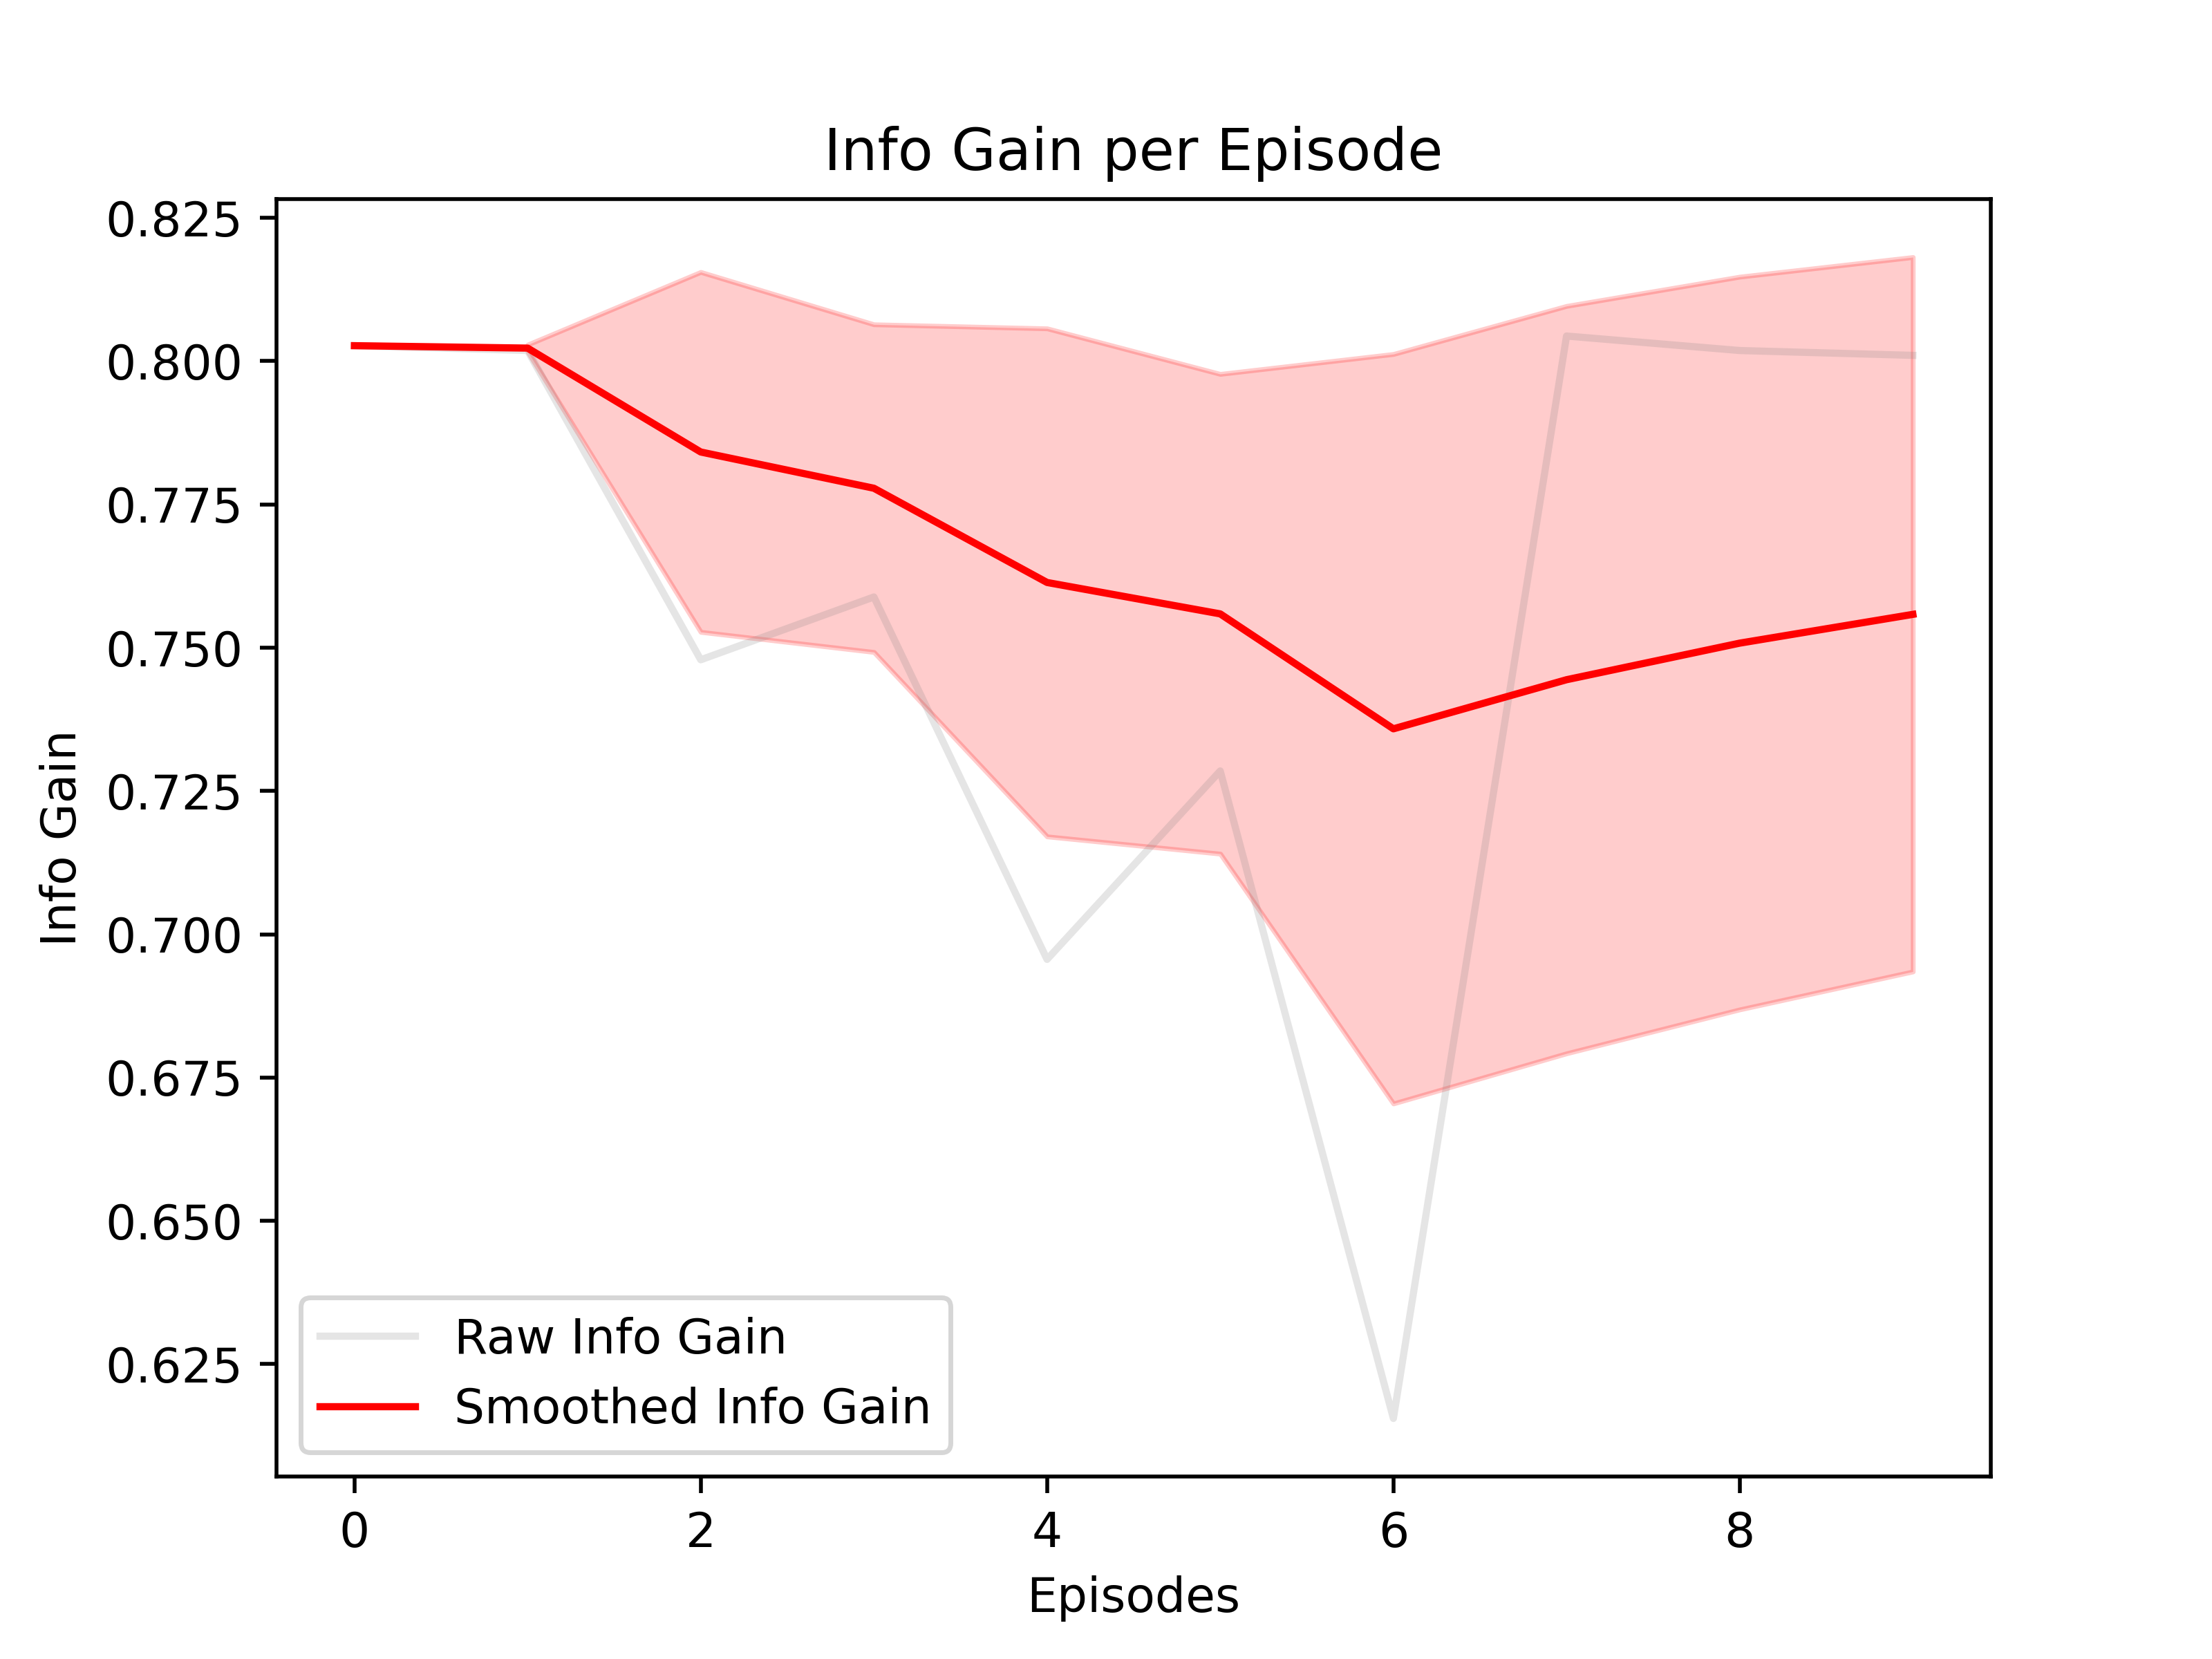 Info Gain per Episode
0.825
0.800
0.775
0.750
0.725
0.700
0.675
0.650
0.625
Info Gain
Raw Info Gain
Smoothed Info Gain
0 2 4 6 8
Episodes